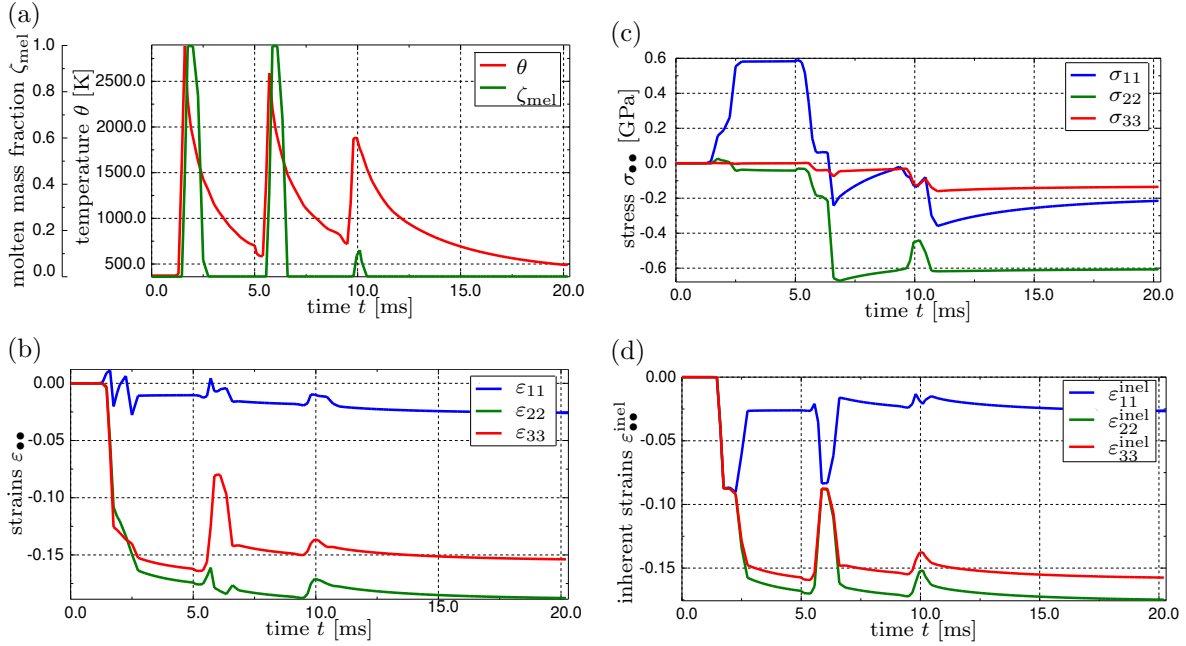 (a)
molten mass fraction ζmel
1.0
0.8
0.6
0.4
0.2
0.0
temperature θ [K]
2500.0
2000.0
1500.0
1000.0
500.0
θ
ζmel
0.0 5.0 10.0 15.0 20.0
time t [ms]
(c)
stress σ•• [GPa]
0.6
0.4
0.2
0.0
-0.2
-0.4
-0.6
σ11
σ22
σ33
0.0 5.0 10.0 15.0 20.0
time t [ms]
(b)
strains ε••
0.00
-0.05
-0.10
-0.15
ε11
ε22
ε33
0.0 5.0 10.0 15.0 20.0
time t [ms]
(d)
inherent strains ε••inel
0.00
-0.05
-0.10
-0.15
ε11inel
ε22inel
ε33inel
0.0 5.0 10.0 15.0 20.0
time t [ms]